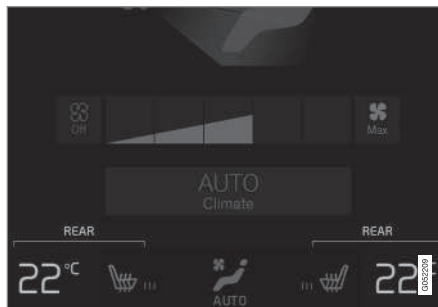 Off
Max
AUTO
Climate
REAR REAR
22°C 22°C
AUTO
G052209